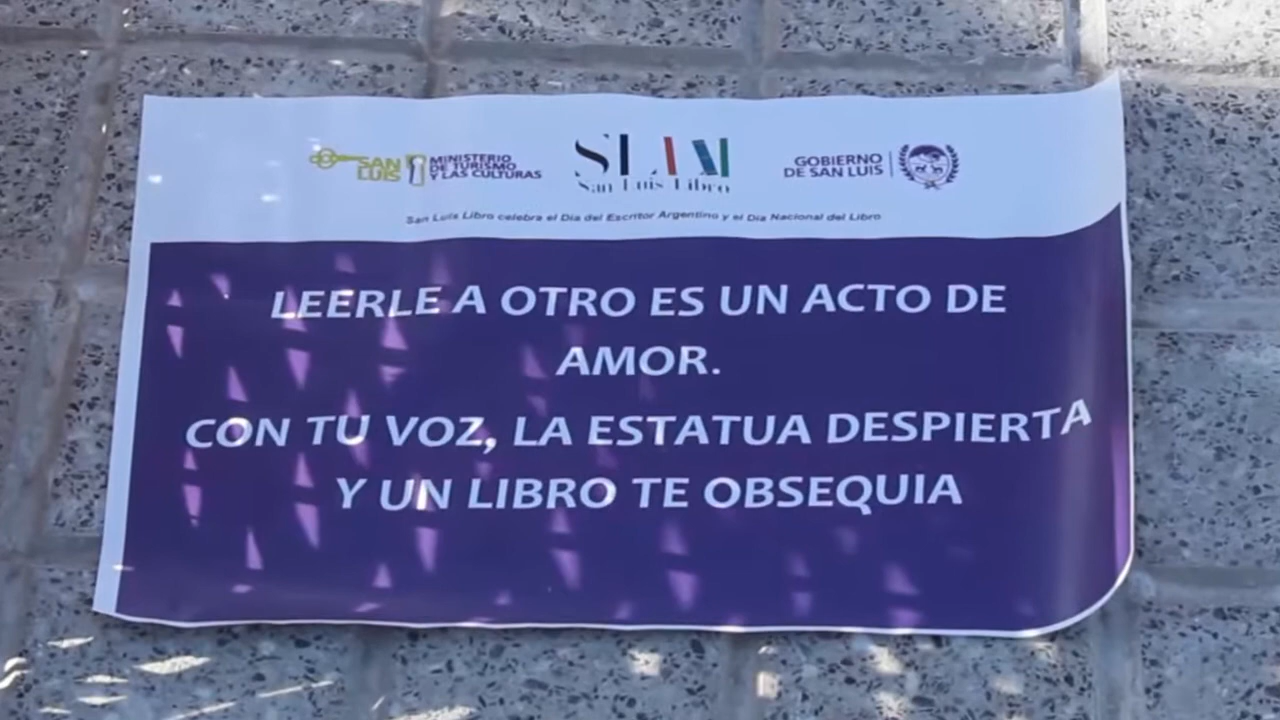 SAN LUIS
MINISTERIO DE TURISMO Y LAS CULTURAS
San Luis Libro
GOBIERNO DE SAN LUIS
San Luis Libro celebra el Día del Escritor Argentino y el Día Nacional del Libro
LEERLE A OTRO ES UN ACTO DE
AMOR.
CON TU VOZ, LA ESTATUA DESPIERTA
Y UN LIBRO TE OBSEQUIA